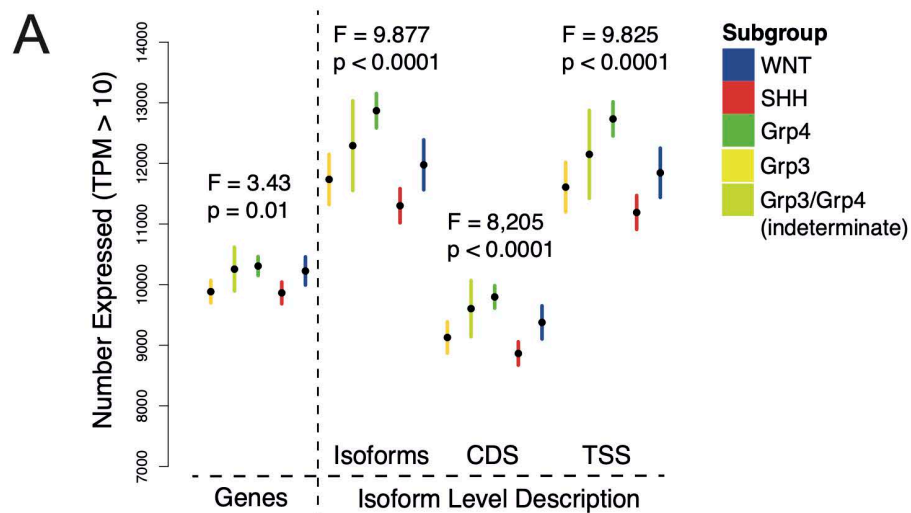 A
Number Expressed (TPM > 10)
14000
13000
12000
11000
10000
9000
8000
7000
F = 3.43
p = 0.01
F = 9.877
p < 0.0001
F = 8,205
p < 0.0001
F = 9.825
p < 0.0001
Isoforms
CDS
TSS
Genes
Isoform Level Description
Subgroup
WNT
SHH
Grp4
Grp3
Grp3/Grp4
(indeterminate)